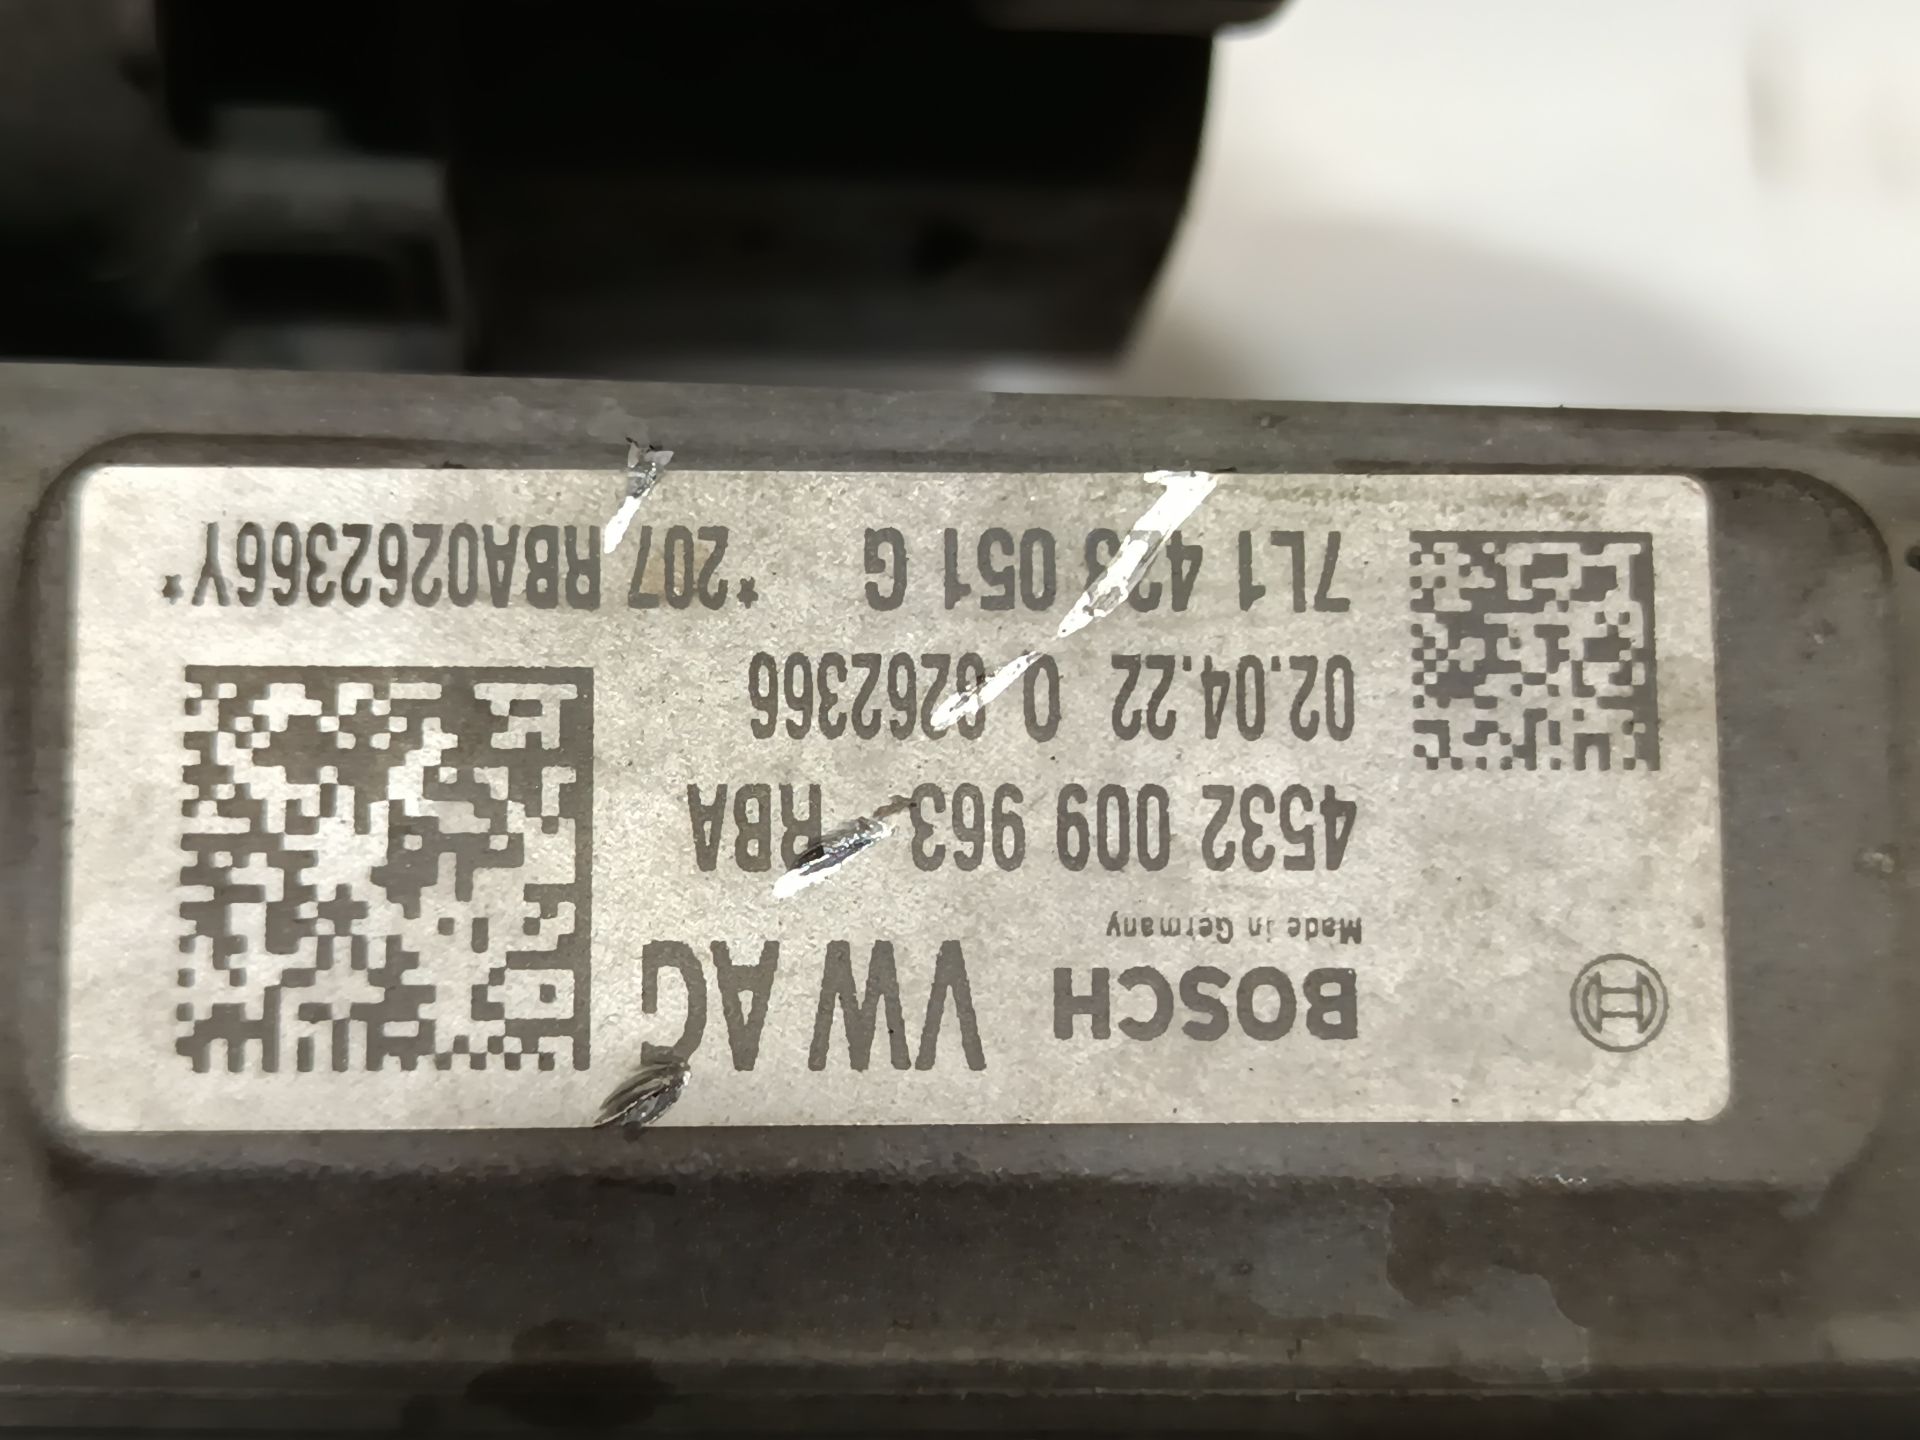 BOSCH VW AG
Made in Germany
4532 009 963 RBA
02.04.22 0 0262366
7L1 423 051 G *207 RBA0262366Y*